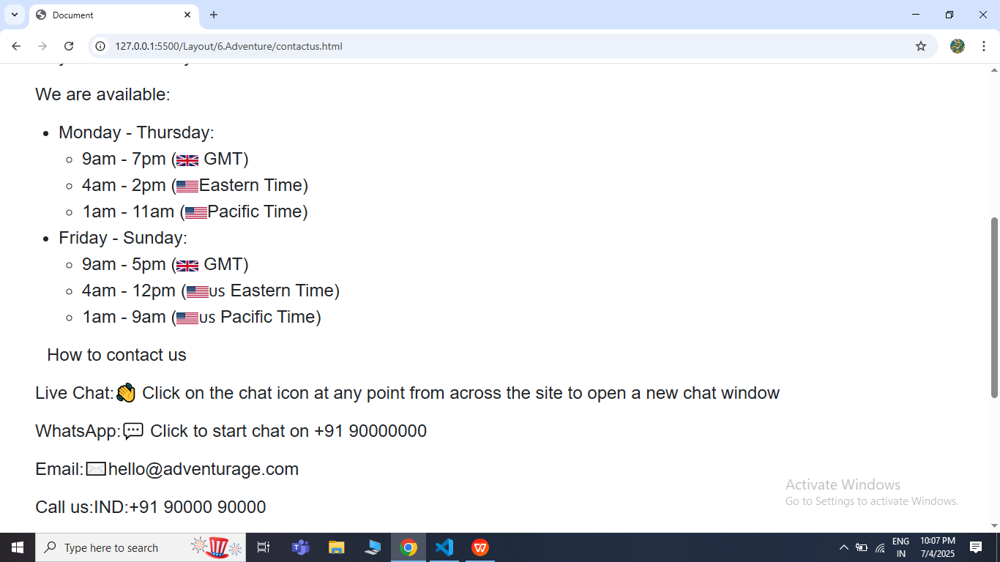 Document
127.0.0.1:5500/Layout/6.Adventure/contactus.html
We are available:
Monday - Thursday:
9am - 7pm (🇬🇧 GMT)
4am - 2pm (🇺🇸Eastern Time)
1am - 11am (🇺🇸Pacific Time)
Friday - Sunday:
9am - 5pm (🇬🇧 GMT)
4am - 12pm (🇺🇸US Eastern Time)
1am - 9am (🇺🇸US Pacific Time)
How to contact us
Live Chat:👋 Click on the chat icon at any point from across the site to open a new chat window
WhatsApp:💬 Click to start chat on +91 90000000
Email:✉️hello@adventurage.com
Call us:IND:+91 90000 90000
Activate Windows
Go to Settings to activate Windows.
Type here to search
ENG
IN
10:07 PM
7/4/2025